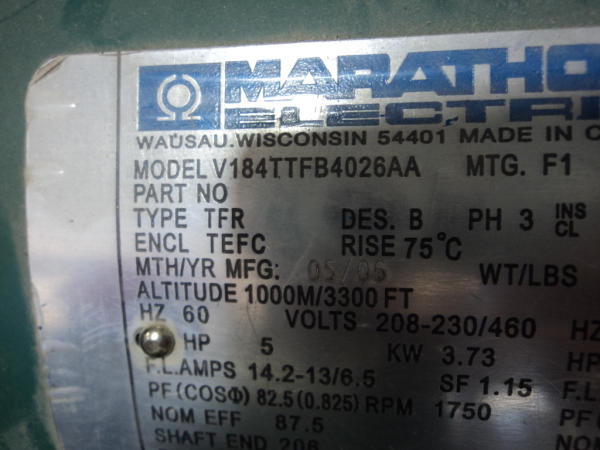 MARATHO
ELECTRI
WAUSAU.WISCONSIN 54401 MADE IN C
MODEL V184TTFB4026AA MTG. F1
PART NO
TYPE TFR DES. B PH 3 INS CL
ENCL TEFC RISE 75°C
MTH/YR MFG: 05/06 WT/LBS
ALTITUDE 1000M/3300 FT
HZ 60 VOLTS 208-230/460 HZ
HP 5 KW 3.73 HP
F.L.AMPS 14.2-13/6.5 SF 1.15 F.L
PF(COSΦ) 82.5(0.825) RPM 1750 PF(
NOM EFF 87.5 NO
SHAFT END 206